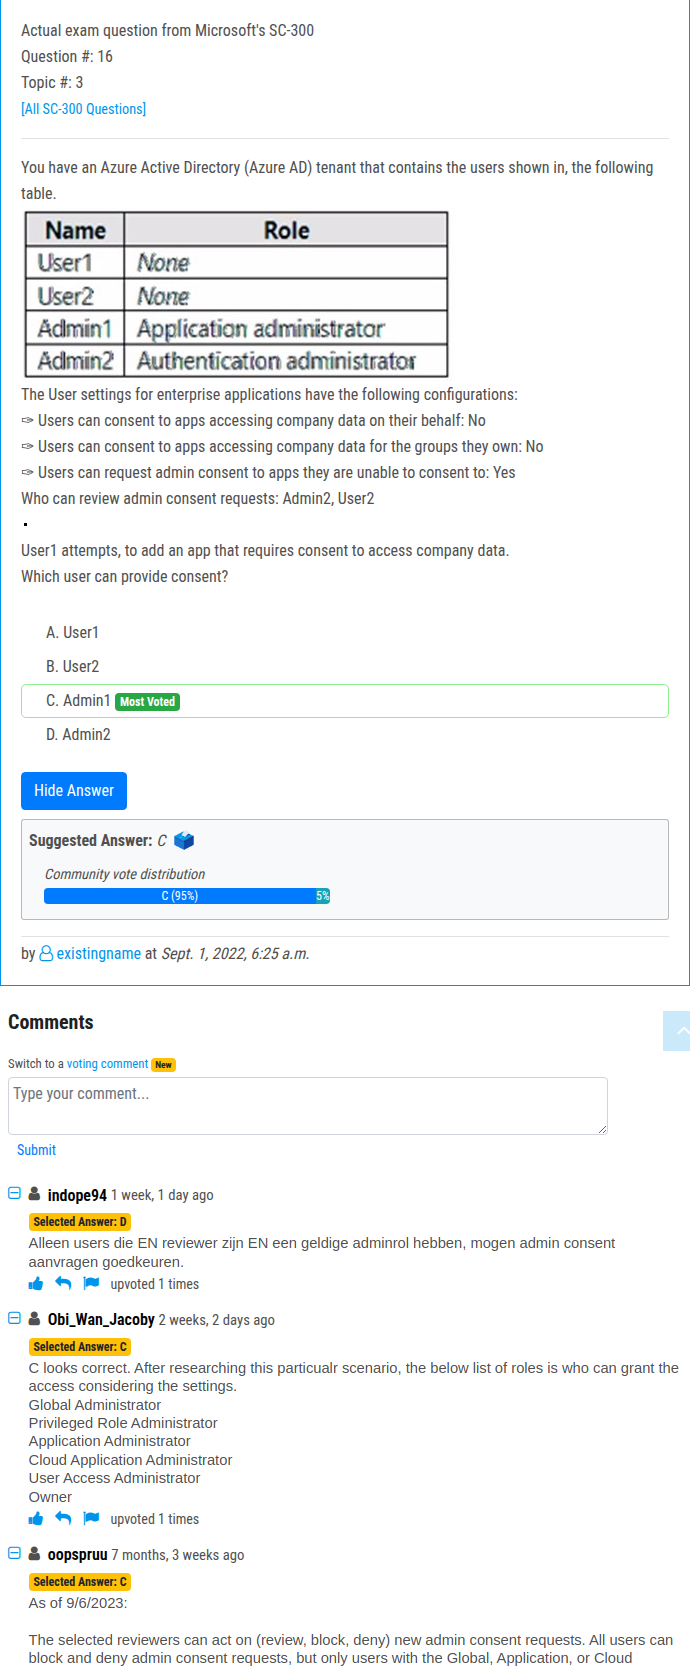 Actual exam question from Microsoft's SC-300
Question #: 16
Topic #: 3
[All SC-300 Questions]
You have an Azure Active Directory (Azure AD) tenant that contains the users shown in, the following
table.
Name Role
User1 None
User2 None
Admin1 Application administrator
Admin2 Authentication administrator
The User settings for enterprise applications have the following configurations:
✑ Users can consent to apps accessing company data on their behalf: No
✑ Users can consent to apps accessing company data for the groups they own: No
✑ Users can request admin consent to apps they are unable to consent to: Yes
Who can review admin consent requests: Admin2, User2
▪
User1 attempts, to add an app that requires consent to access company data.
Which user can provide consent?
A. User1
B. User2
C. Admin1 Most Voted
D. Admin2
Hide Answer
Suggested Answer: C
Community vote distribution
C (95%) 5%
by existingname at Sept. 1, 2022, 6:25 a.m.
Comments
Switch to a voting comment New
Type your comment...
Submit
indope94 1 week, 1 day ago
Selected Answer: D
Alleen users die EN reviewer zijn EN een geldige adminrol hebben, mogen admin consent
aanvragen goedkeuren.
upvoted 1 times
Obi_Wan_Jacoby 2 weeks, 2 days ago
Selected Answer: C
C looks correct. After researching this particualr scenario, the below list of roles is who can grant the
access considering the settings.
Global Administrator
Privileged Role Administrator
Application Administrator
Cloud Application Administrator
User Access Administrator
Owner
upvoted 1 times
oopspruu 7 months, 3 weeks ago
Selected Answer: C
As of 9/6/2023:
The selected reviewers can act on (review, block, deny) new admin consent requests. All users can
block and deny admin consent requests, but only users with the Global, Application, or Cloud